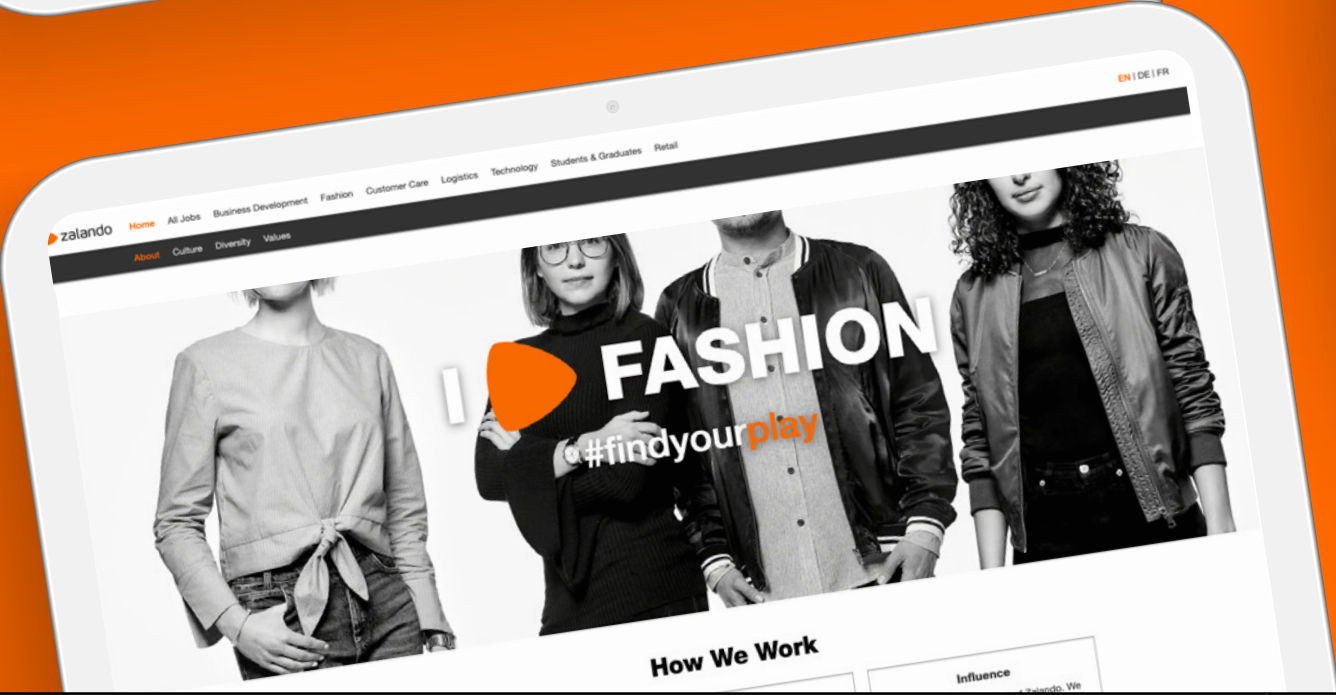 EN | DE | FR
zalando Home All Jobs Business Development Fashion Customer Care Logistics Technology Students & Graduates Retail
About Culture Diversity Values
I FASHION
#findyourplay
How We Work
Influence
Zalando. We